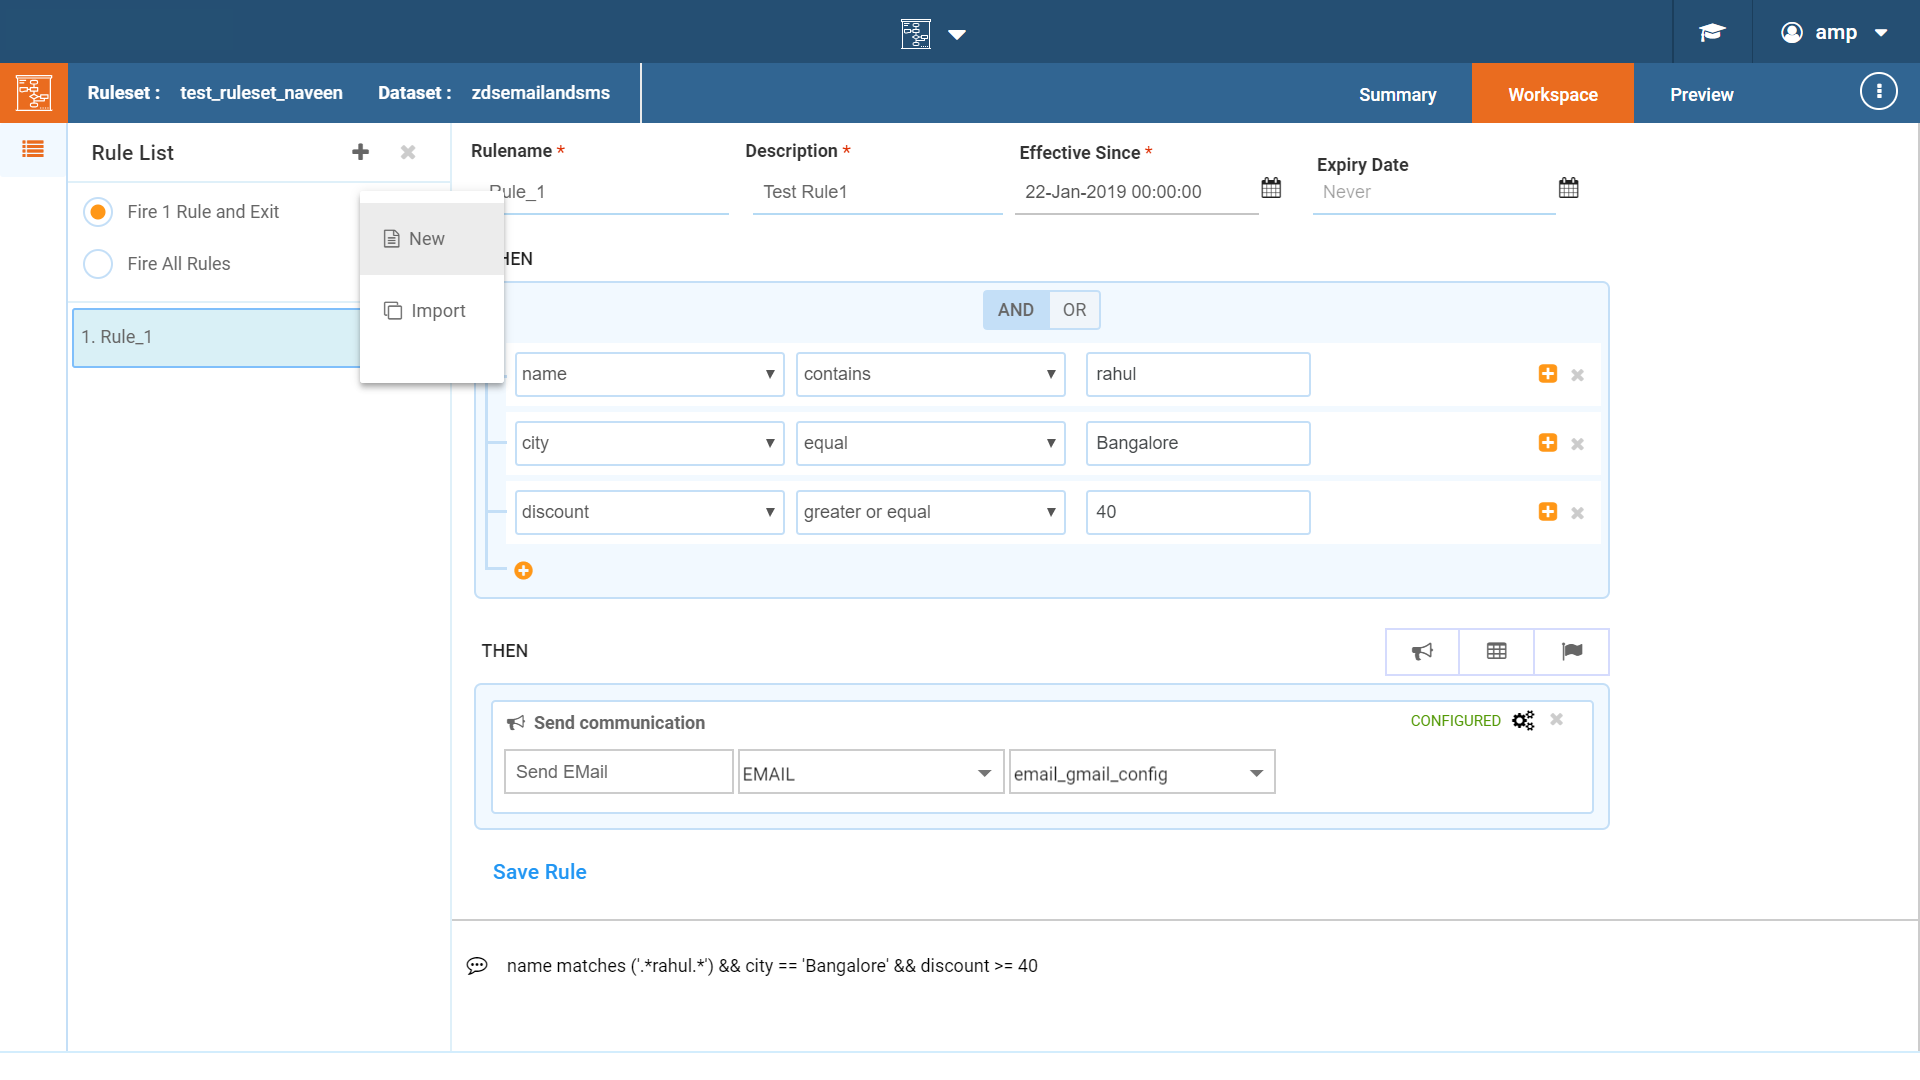 amp
Ruleset : test_ruleset_naveen Dataset : zdsemailandsms Summary Workspace Preview
Rule List
Fire 1 Rule and Exit
Fire All Rules
1. Rule_1
New
Import
Rulename * Description * Effective Since * Expiry Date
Rule_1 Test Rule1 22-Jan-2019 00:00:00 Never
HEN
AND OR
name contains rahul
city equal Bangalore
discount greater or equal 40
THEN
Send communication CONFIGURED
Send EMail EMAIL email_gmail_config
Save Rule
name matches ('.*rahul.*') && city == 'Bangalore' && discount >= 40